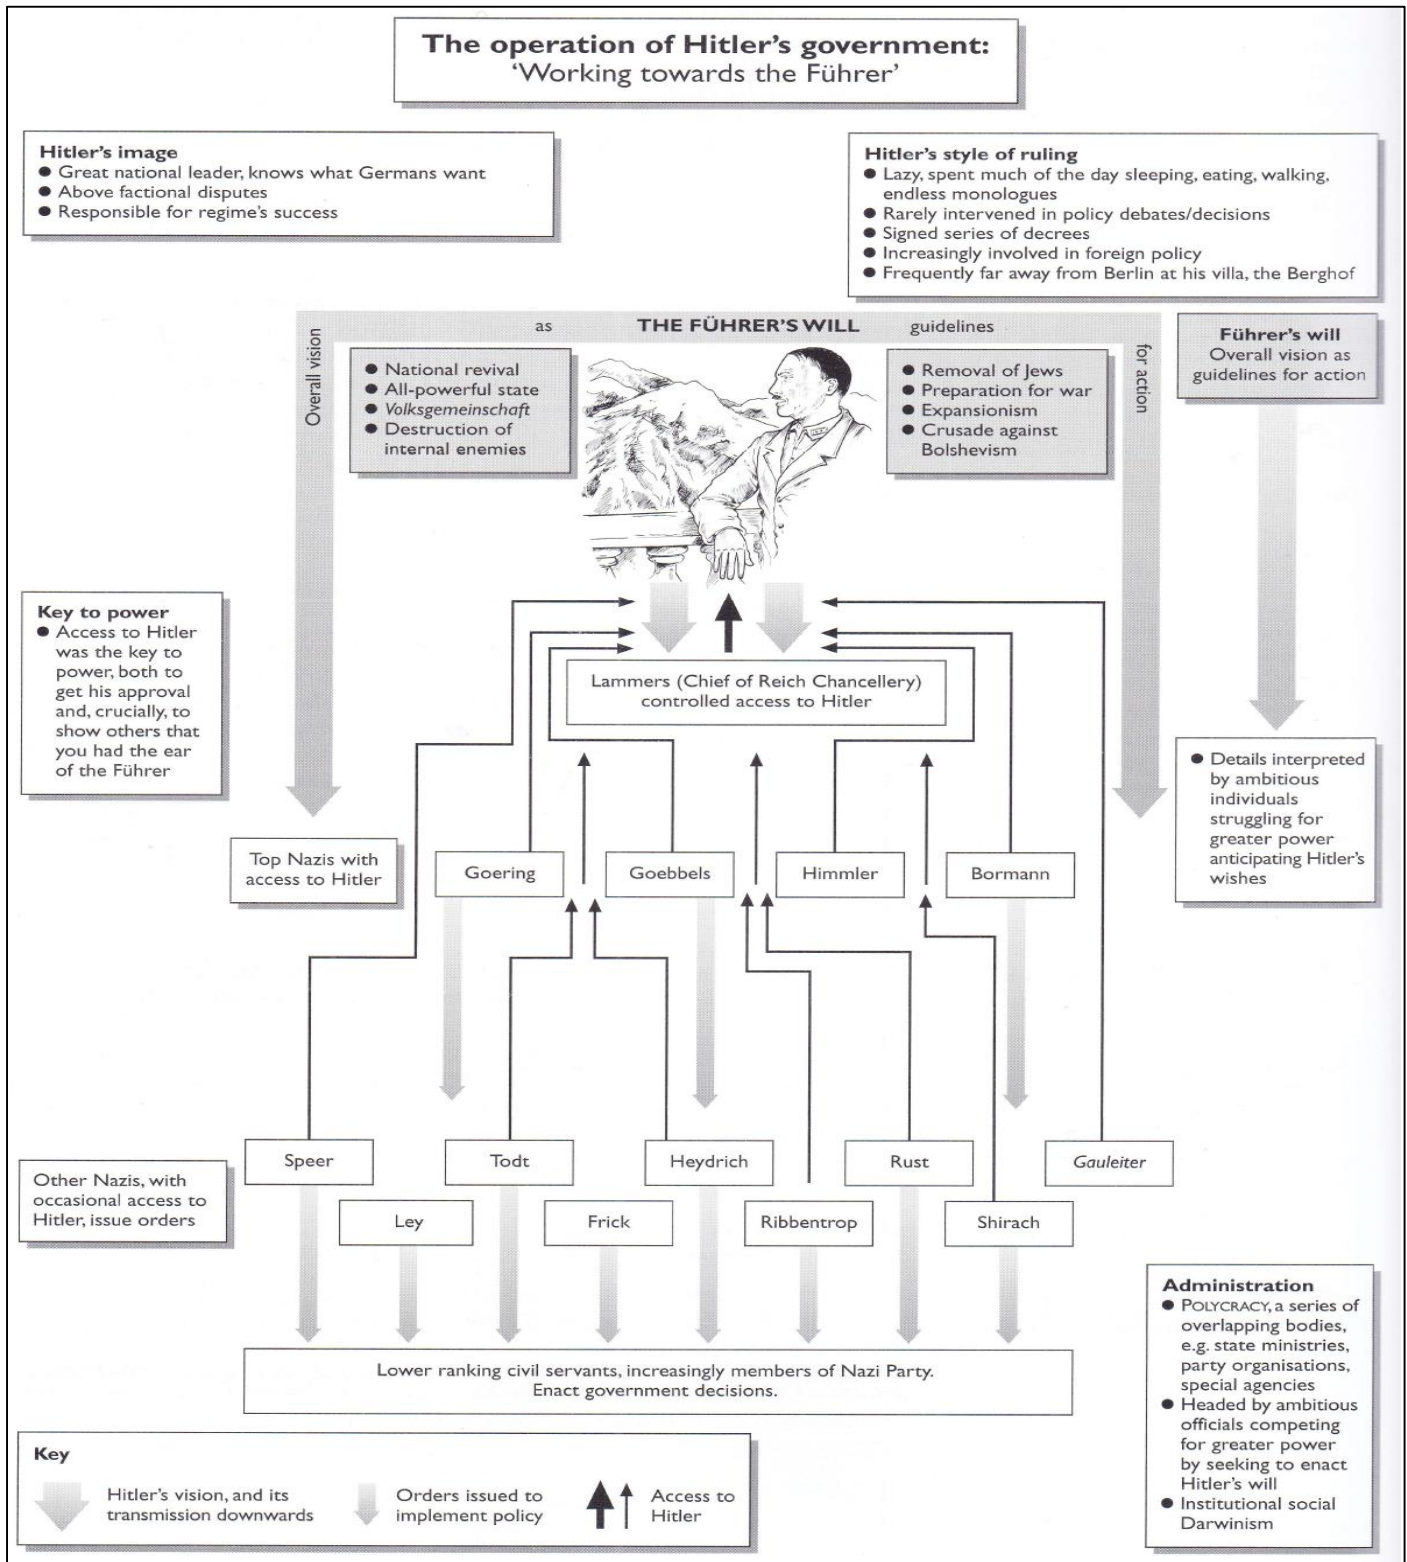 The operation of Hitler's government:
‘Working towards the Führer’
Hitler's image
● Great national leader, knows what Germans want
● Above factional disputes
● Responsible for regime's success
Hitler's style of ruling
● Lazy, spent much of the day sleeping, eating, walking,
endless monologues
● Rarely intervened in policy debates/decisions
● Signed series of decrees
● Increasingly involved in foreign policy
● Frequently far away from Berlin at his villa, the Berghof
Overall vision
as
THE FÜHRER'S WILL
guidelines
for action
● National revival
● All-powerful state
● Volksgemeinschaft
● Destruction of
internal enemies
● Removal of Jews
● Preparation for war
● Expansionism
● Crusade against
Bolshevism
Führer's will
Overall vision as
guidelines for action
Key to power
● Access to Hitler
was the key to
power, both to
get his approval
and, crucially, to
show others that
you had the ear
of the Führer
Lammers (Chief of Reich Chancellery)
controlled access to Hitler
● Details interpreted
by ambitious
individuals
struggling for
greater power
anticipating Hitler's
wishes
Top Nazis with
access to Hitler
Goering
Goebbels
Himmler
Bormann
Other Nazis, with
occasional access to
Hitler, issue orders
Speer
Todt
Heydrich
Rust
Gauleiter
Ley
Frick
Ribbentrop
Shirach
Lower ranking civil servants, increasingly members of Nazi Party.
Enact government decisions.
Administration
● POLYCRACY, a series of
overlapping bodies,
e.g. state ministries,
party organisations,
special agencies
● Headed by ambitious
officials competing
for greater power
by seeking to enact
Hitler's will
● Institutional social
Darwinism
Key
Hitler's vision, and its
transmission downwards
Orders issued to
implement policy
Access to
Hitler